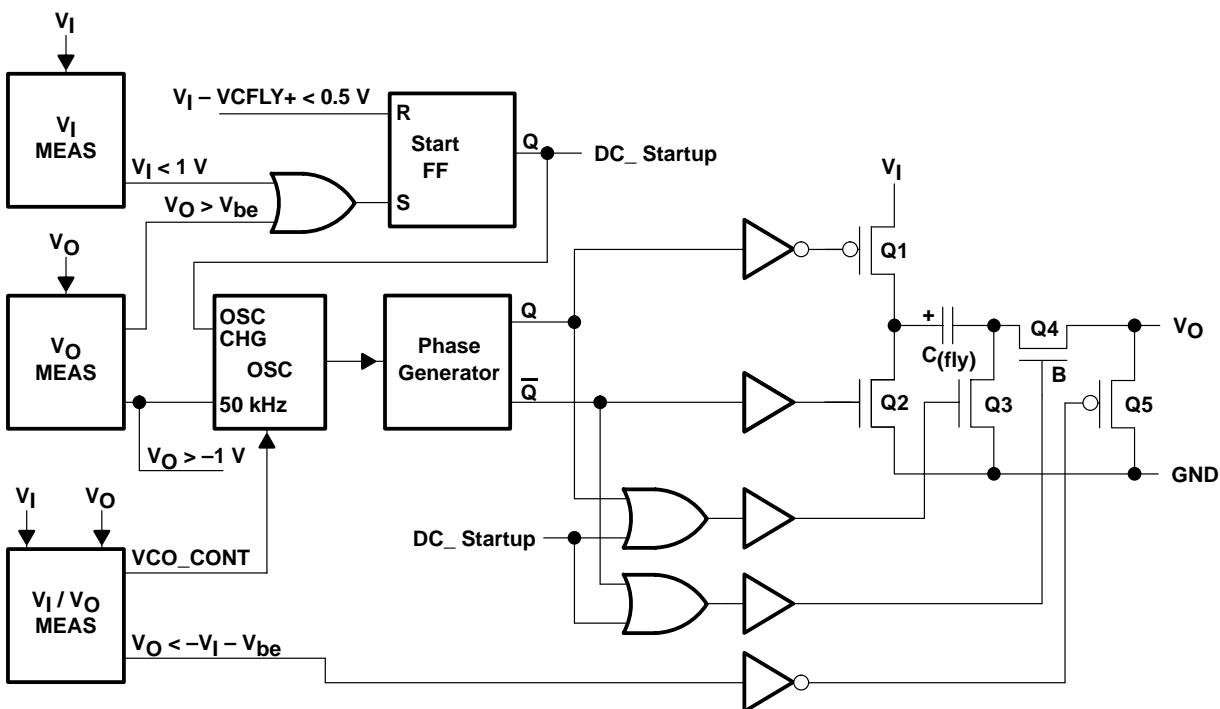 VI
VI
MEAS
VI – VCFLY+ < 0.5 V
R
Start
FF
Q
S
DC_ Startup
VI < 1 V
VO > Vbe
VO
VO
MEAS
OSC
CHG
OSC
50 kHz
Phase
Generator
Q
Q̅
VO > –1 V
VI
VO
VI / VO
MEAS
VCO_CONT
VO < –VI – Vbe
DC_ Startup
VI
Q1
+
C(fly)
Q4
B
VO
Q2
Q3
Q5
GND